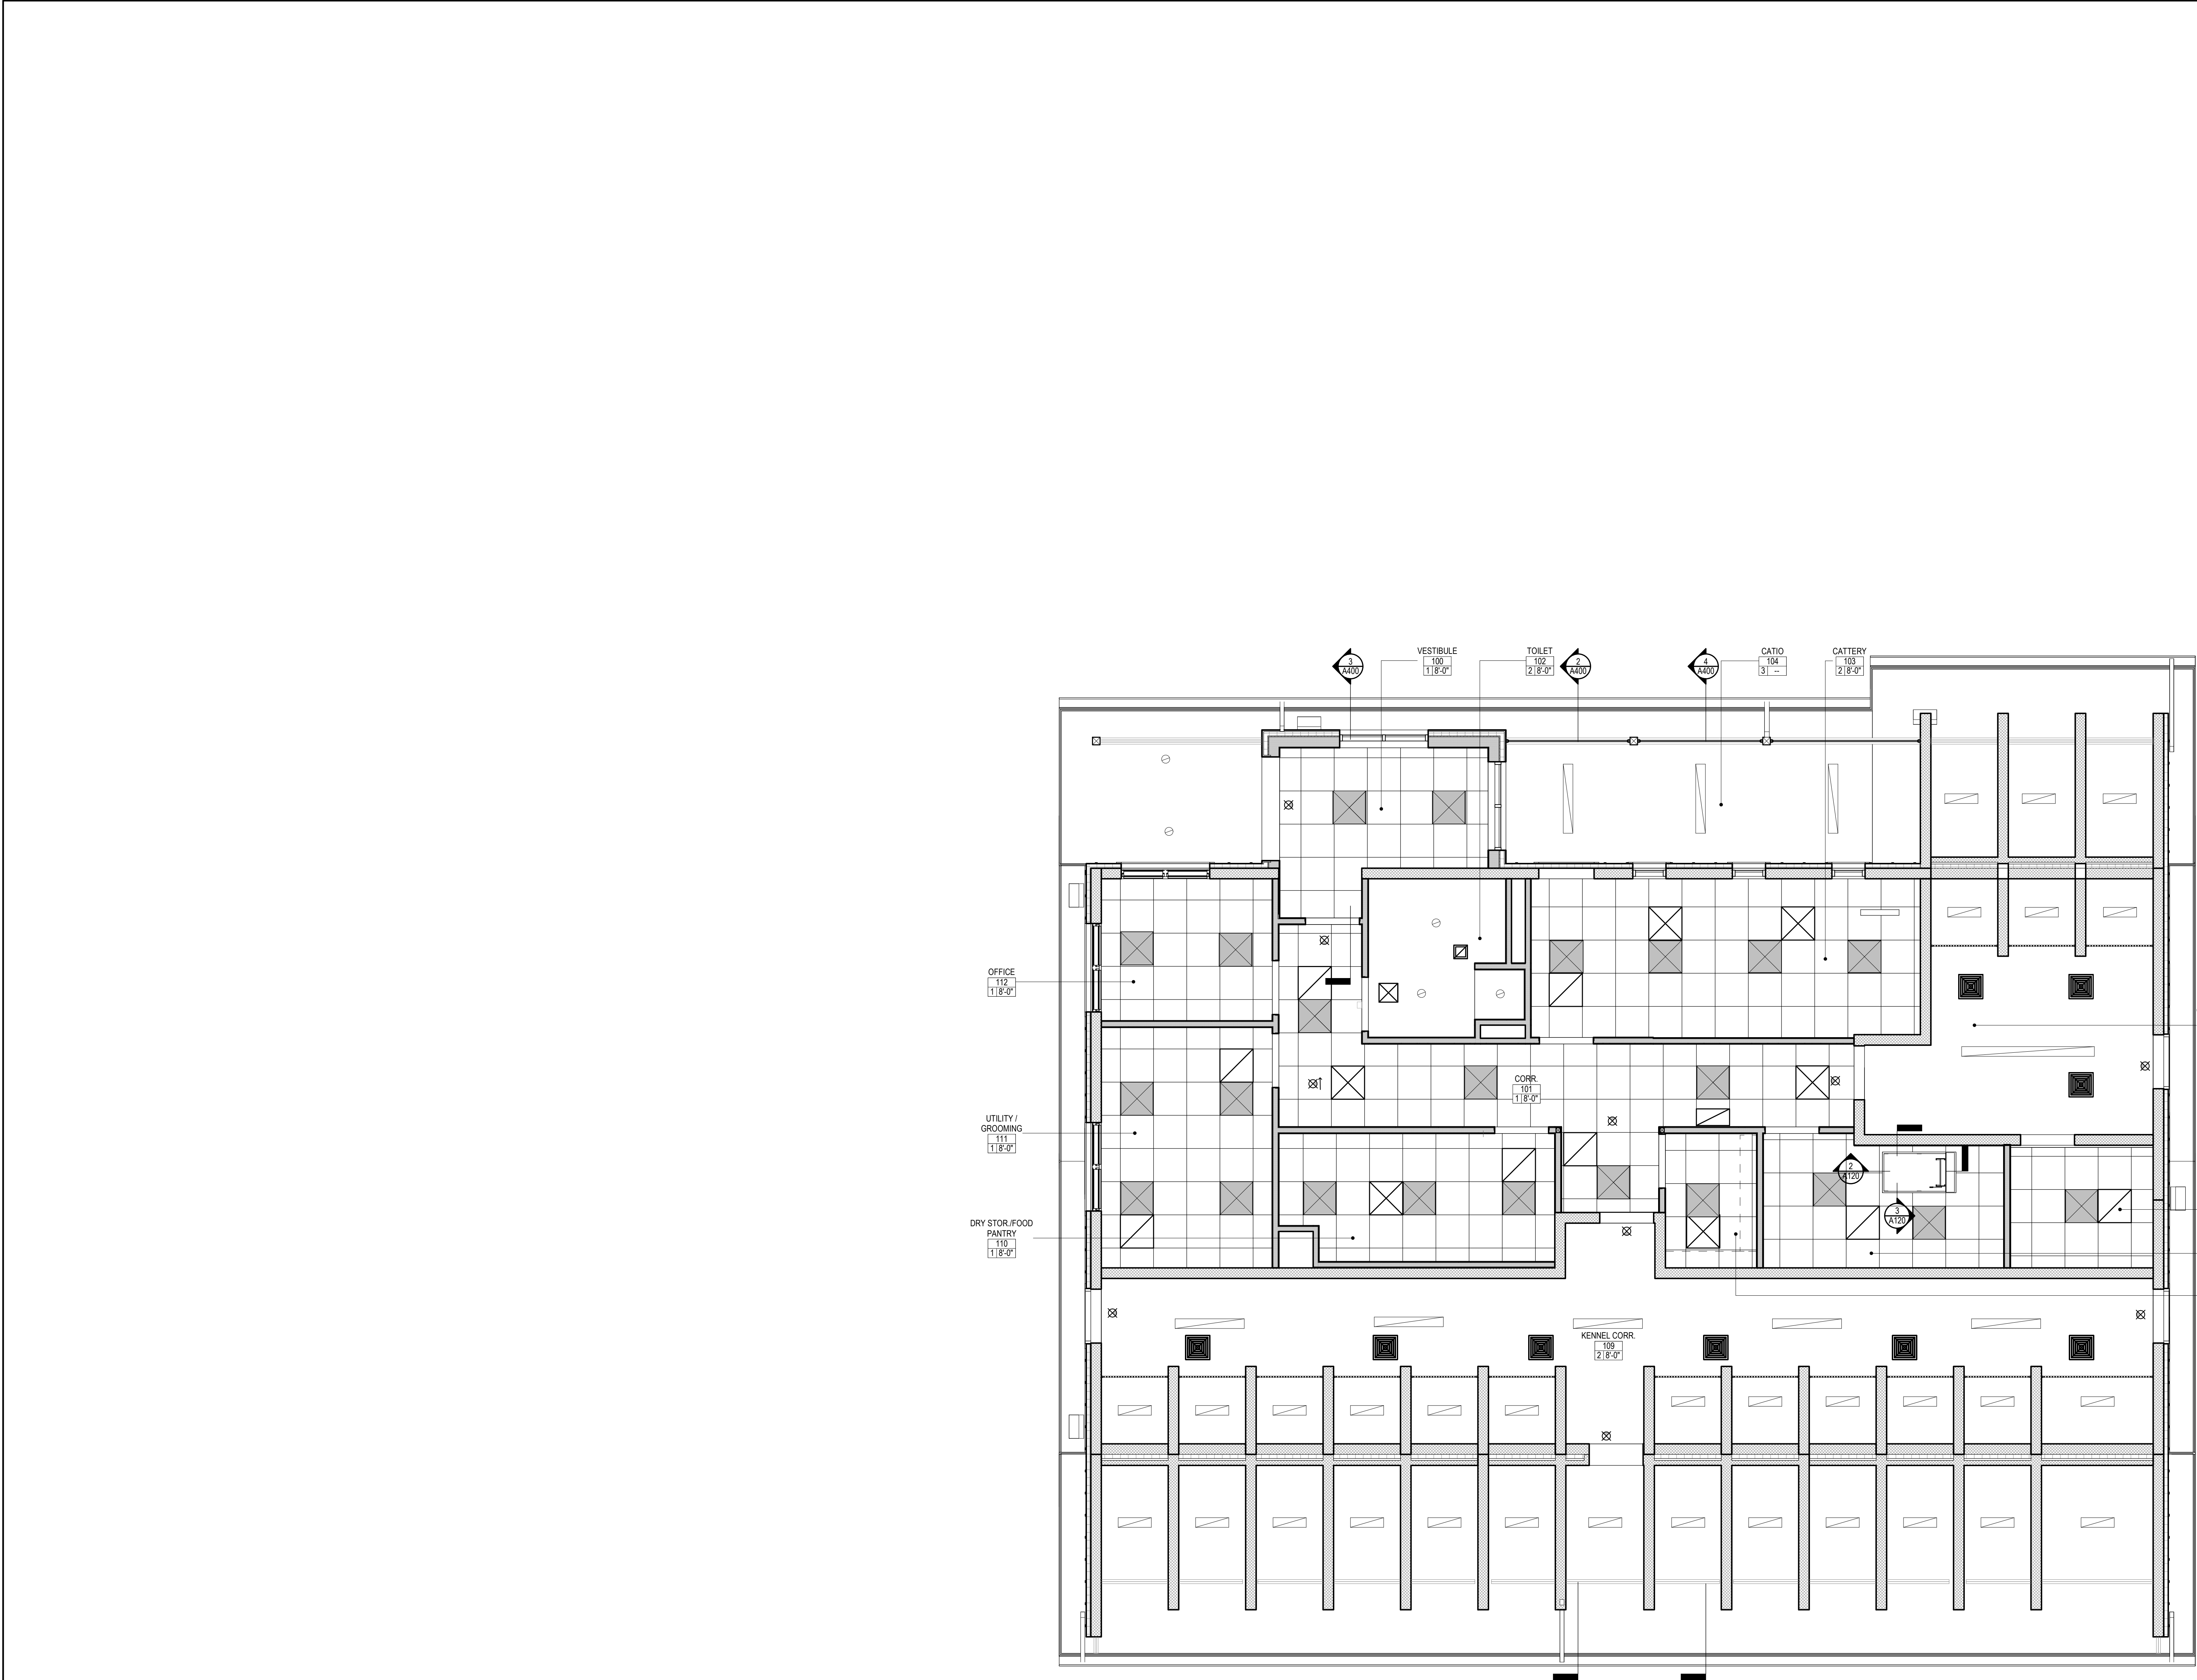 3
A400
VESTIBULE
100
1 8'-0"
TOILET
102
2 8'-0"
2
A400
4
A400
CATIO
104
3 --
CATTERY
103
2 8'-0"
OFFICE
112
1 8'-0"
CORR.
101
1 8'-0"
UTILITY /
GROOMING
111
1 8'-0"
2
A120
3
A120
DRY STOR./FOOD
PANTRY
110
1 8'-0"
KENNEL CORR.
109
2 8'-0"